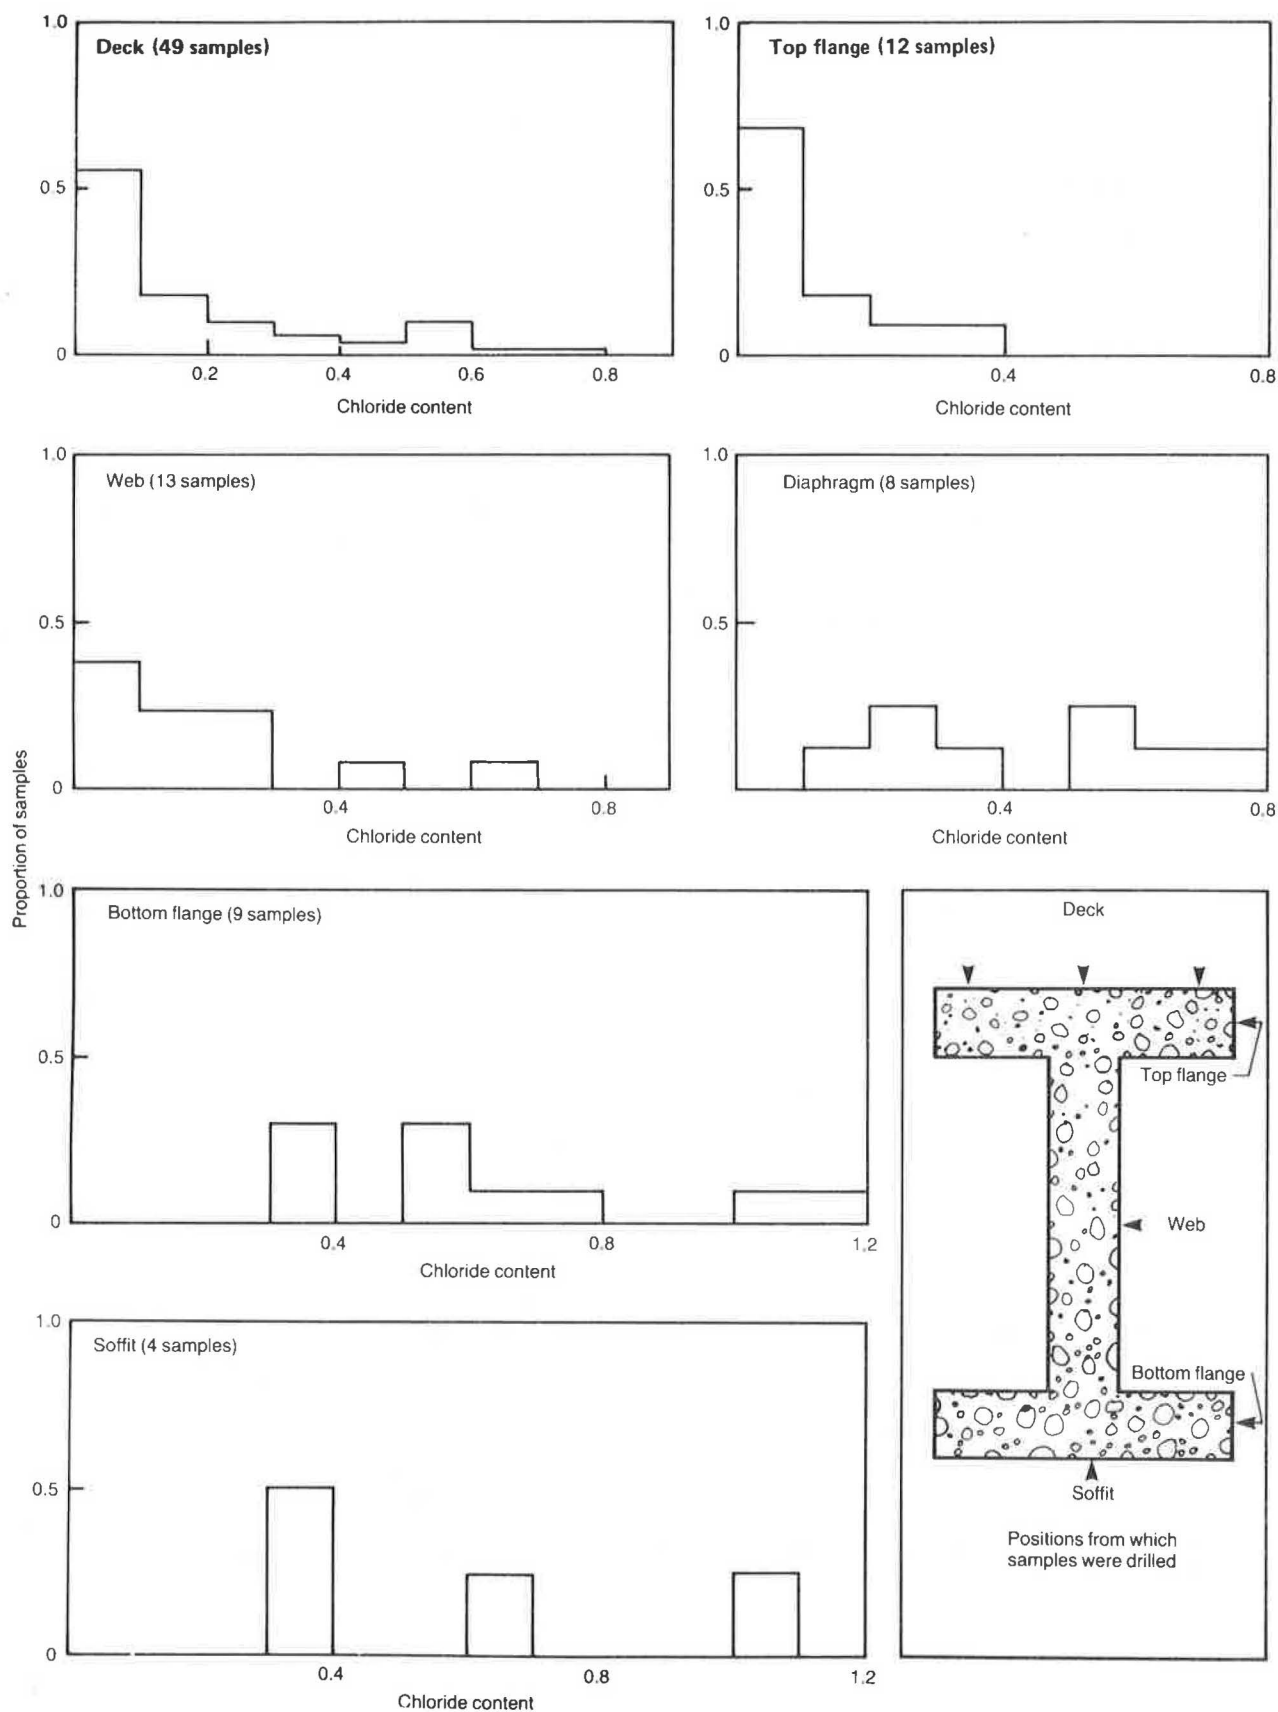 Deck (49 samples)
1.0
0.5
0
0.2
0.4
0.6
0.8
Chloride content
Top flange (12 samples)
1.0
0.5
0
0.4
0.8
Chloride content
Web (13 samples)
1.0
0.5
0
0.4
0.8
Chloride content
Diaphragm (8 samples)
1.0
0.5
0.4
0.8
Chloride content
Proportion of samples
Bottom flange (9 samples)
1.0
0.5
0
0.4
0.8
1.2
Chloride content
Deck
Top flange
Web
Bottom flange
Soffit
Positions from which
samples were drilled
Soffit (4 samples)
1.0
0.5
0
0.4
0.8
1.2
Chloride content